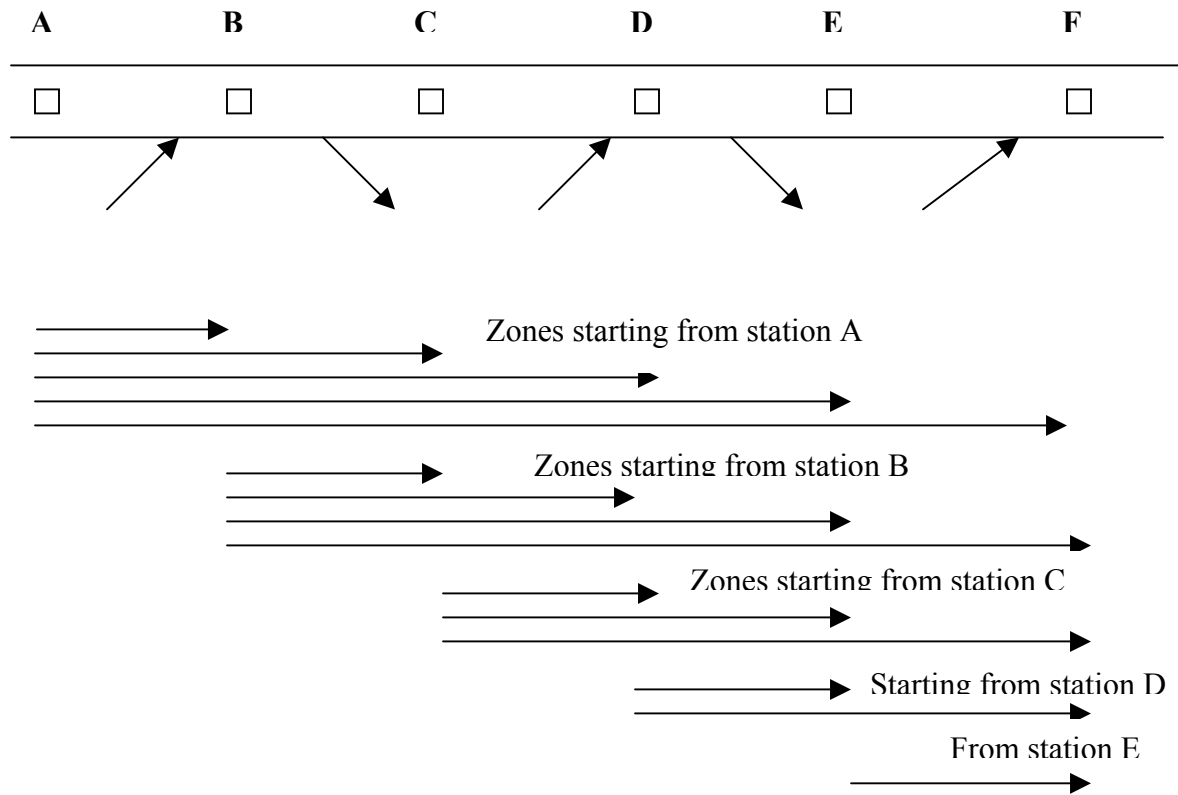 A B C D E F
Zones starting from station A
Zones starting from station B
Zones starting from station C
Starting from station D
From station E